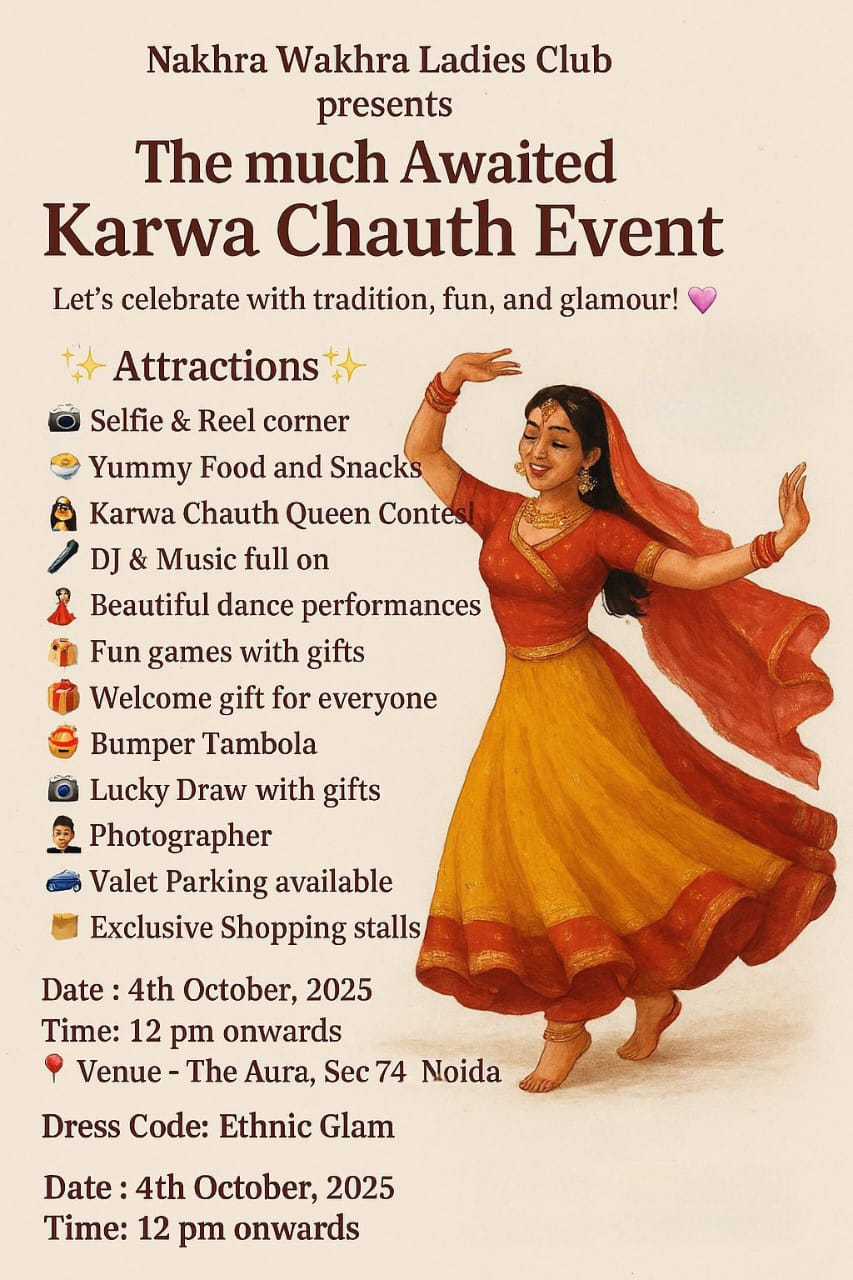 Nakhra Wakhra Ladies Club
presents
The much Awaited
Karwa Chauth Event
Let's celebrate with tradition, fun, and glamour! 💜
✨ Attractions ✨
📷 Selfie & Reel corner
Yummy Food and Snacks
Karwa Chauth Queen Contest
DJ & Music full on
Beautiful dance performances
Fun games with gifts
🎁 Welcome gift for everyone
Bumper Tambola
📷 Lucky Draw with gifts
Photographer
Valet Parking available
Exclusive Shopping stalls
Date : 4th October, 2025
Time: 12 pm onwards
📍 Venue - The Aura, Sec 74 Noida
Dress Code: Ethnic Glam
Date : 4th October, 2025
Time: 12 pm onwards